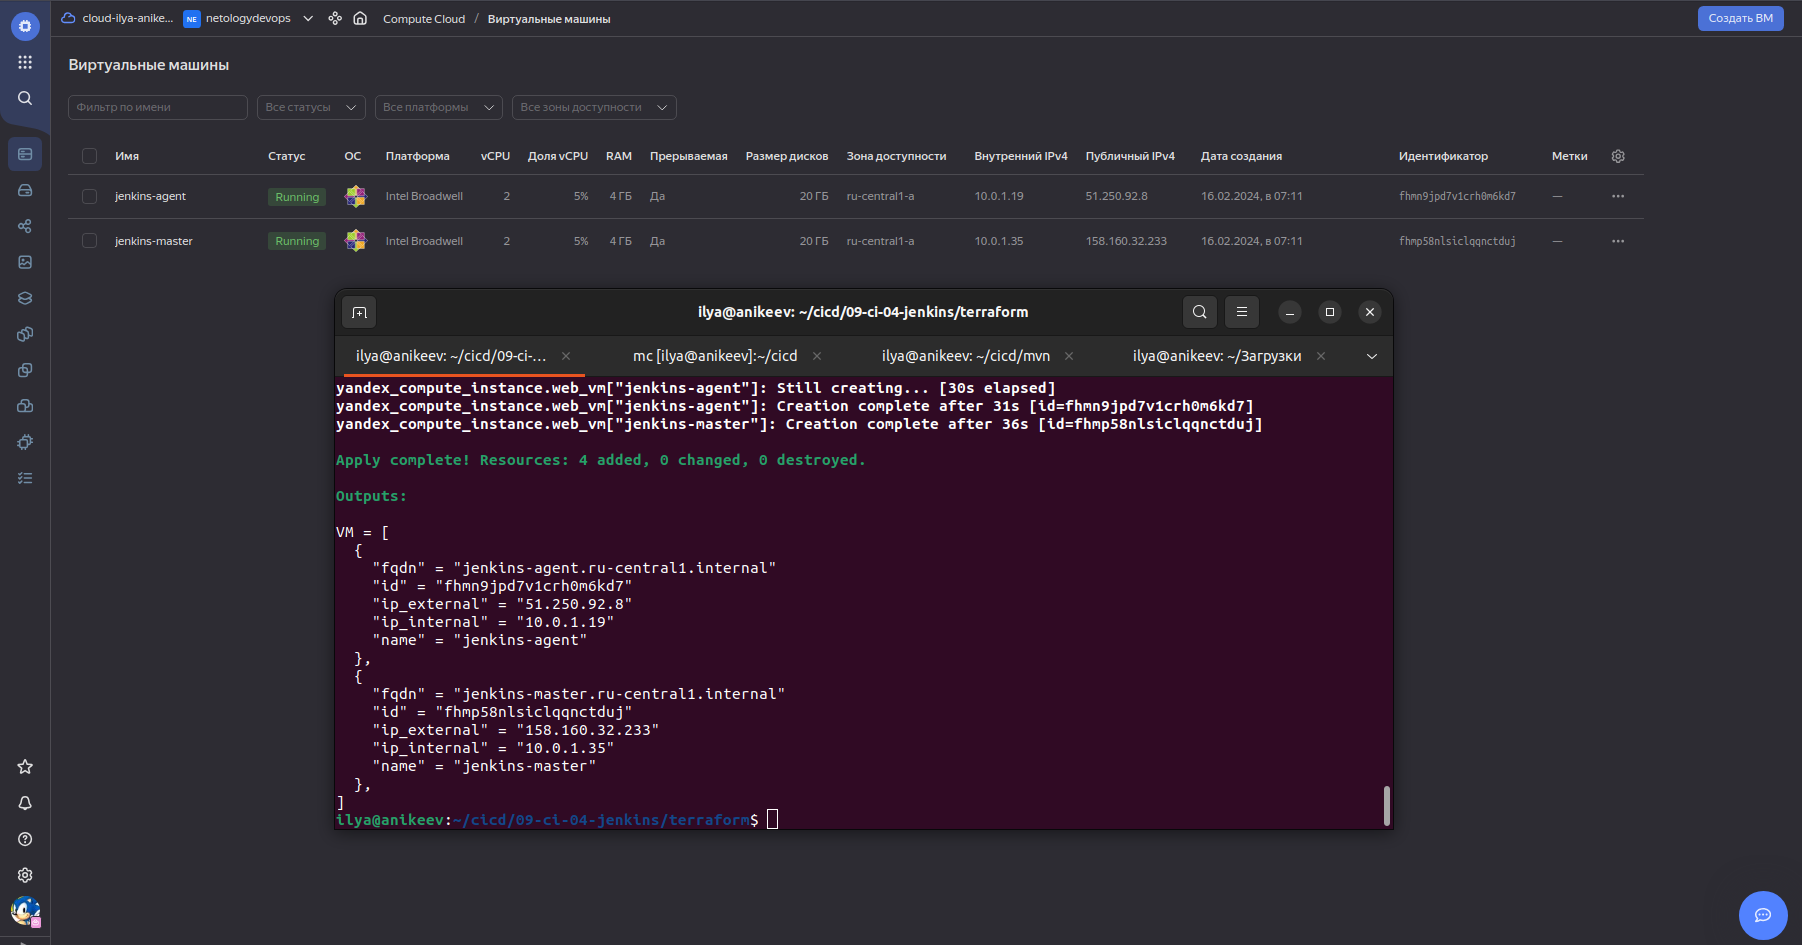 cloud-ilya-anike... NE netologydevops Compute Cloud / Виртуальные машины Создать ВМ
Виртуальные машины
Фильтр по имени Все статусы Все платформы Все зоны доступности
Имя Статус ОС Платформа vCPU Доля vCPU RAM Прерываемая Размер дисков Зона доступности Внутренний IPv4 Публичный IPv4 Дата создания Идентификатор Метки
jenkins-agent Running Intel Broadwell 2 5% 4 ГБ Да 20 ГБ ru-central1-a 10.0.1.19 51.250.92.8 16.02.2024, в 07:11 fhmn9jpd7v1crh0m6kd7 —
jenkins-master Running Intel Broadwell 2 5% 4 ГБ Да 20 ГБ ru-central1-a 10.0.1.35 158.160.32.233 16.02.2024, в 07:11 fhmp58nlsiclqqnctduj —
ilya@anikeev: ~/cicd/09-ci-04-jenkins/terraform
ilya@anikeev: ~/cicd/09-ci-... mc [ilya@anikeev]:~/cicd ilya@anikeev: ~/cicd/mvn ilya@anikeev: ~/Загрузки
yandex_compute_instance.web_vm["jenkins-agent"]: Still creating... [30s elapsed]
yandex_compute_instance.web_vm["jenkins-agent"]: Creation complete after 31s [id=fhmn9jpd7v1crh0m6kd7]
yandex_compute_instance.web_vm["jenkins-master"]: Creation complete after 36s [id=fhmp58nlsiclqqnctduj]
Apply complete! Resources: 4 added, 0 changed, 0 destroyed.
Outputs:
VM = [
  {
    "fqdn" = "jenkins-agent.ru-central1.internal"
    "id" = "fhmn9jpd7v1crh0m6kd7"
    "ip_external" = "51.250.92.8"
    "ip_internal" = "10.0.1.19"
    "name" = "jenkins-agent"
  },
  {
    "fqdn" = "jenkins-master.ru-central1.internal"
    "id" = "fhmp58nlsiclqqnctduj"
    "ip_external" = "158.160.32.233"
    "ip_internal" = "10.0.1.35"
    "name" = "jenkins-master"
  },
]
ilya@anikeev:~/cicd/09-ci-04-jenkins/terraform$